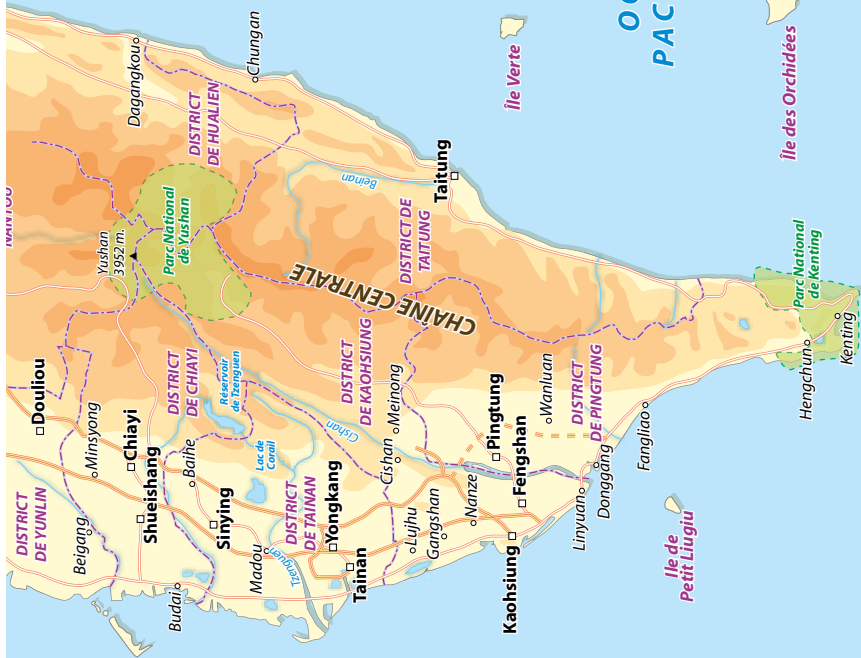 NANTOU
DISTRICT
DE YUNLIN
Douliou
Beigang
Minsyong
Yushan
3952 m.
Dagangkou
Chiayi
Shueishang
Parc National
de Yushan
DISTRICT
DE CHIAYI
Budai
Baihe
DISTRICT
DE HUALIEN
Sinying
Réservoir
de Tzenguen
Chungan
Madou
Lac de
Corail
Tzenguen
DISTRICT
DE TAINAN
Yongkang
Cishan
Tainan
DISTRICT
DE KAOHSIUNG
CHAÎNE CENTRALE
Beinan
Cishan
Meinong
DISTRICT DE
TAITUNG
Lujhu
Gangshan
Taitung
Nanze
Pingtung
Kaohsiung
Fengshan
Île Verte
Wanluan
Linyuan
DISTRICT
DE PINGTUNG
Donggang
Fangliao
OC
PAC
Ile de
Petit Liugiu
Île des Orchidées
Parc National
de Kenting
Hengchun
Kenting